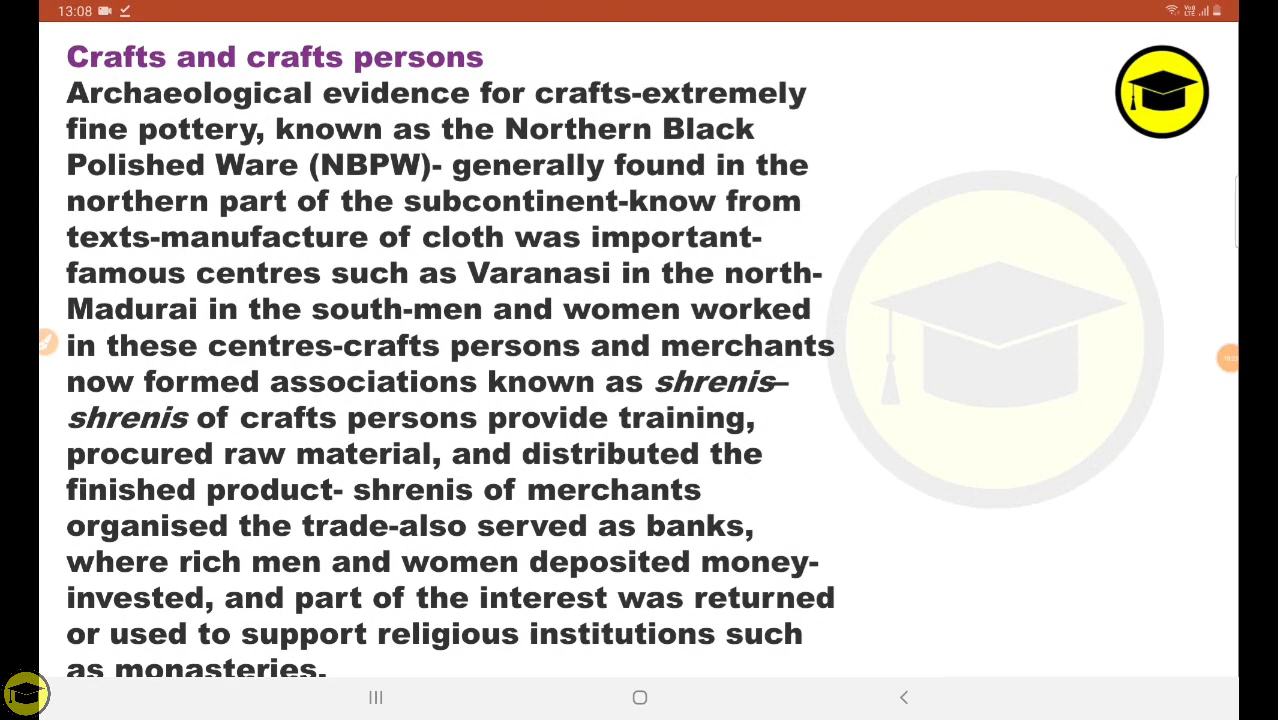 13:08
Vo))
LTE
Crafts and crafts persons
Archaeological evidence for crafts-extremely
fine pottery, known as the Northern Black
Polished Ware (NBPW)- generally found in the
northern part of the subcontinent-know from
texts-manufacture of cloth was important-
famous centres such as Varanasi in the north-
Madurai in the south-men and women worked
in these centres-crafts persons and merchants
now formed associations known as shrenis–
shrenis of crafts persons provide training,
procured raw material, and distributed the
finished product- shrenis of merchants
organised the trade-also served as banks,
where rich men and women deposited money-
invested, and part of the interest was returned
or used to support religious institutions such
as monasteries.